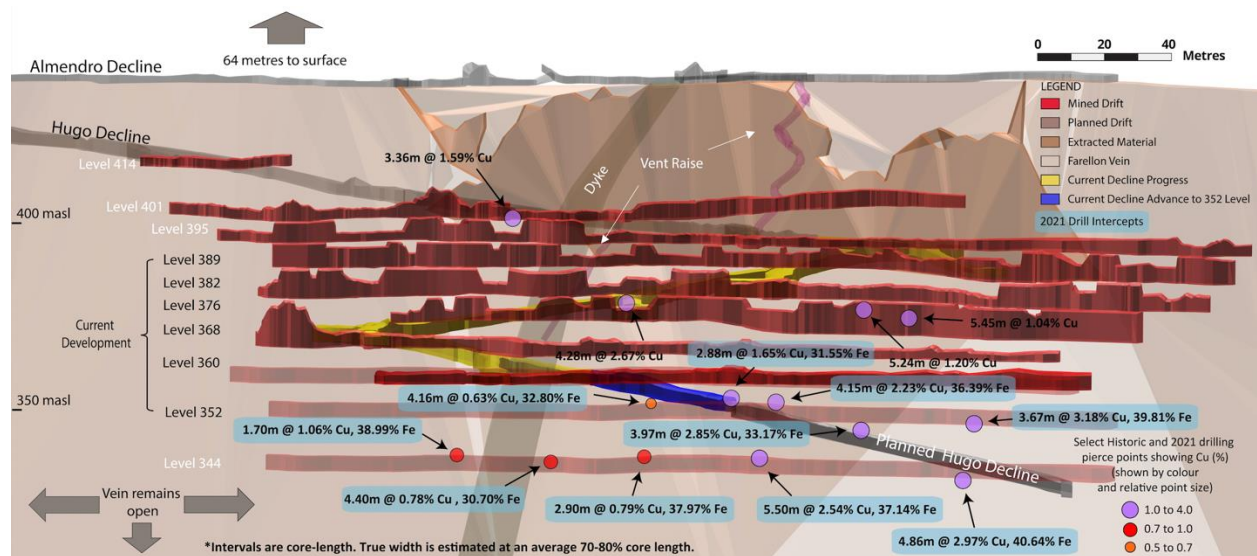 64 metres to surface
0 20 40
Metres
Almendro Decline
LEGEND
Mined Drift
Planned Drift
Extracted Material
Farellon Vein
Current Decline Progress
Current Decline Advance to 352 Level
2021 Drill Intercepts
Hugo Decline
Level 414
3.36m @ 1.59% Cu
Vent Raise
Dyke
Level 401
400 masl
Level 395
Level 389
Level 382
Level 376
Level 368
Current
Development
Level 360
5.45m @ 1.04% Cu
4.28m @ 2.67% Cu
5.24m @ 1.20% Cu
2.88m @ 1.65% Cu, 31.55% Fe
4.16m @ 0.63% Cu, 32.80% Fe
4.15m @ 2.23% Cu, 36.39% Fe
350 masl
Level 352
3.67m @ 3.18% Cu, 39.81% Fe
1.70m @ 1.06% Cu, 38.99% Fe
3.97m @ 2.85% Cu, 33.17% Fe
Planned Hugo Decline
Level 344
4.40m @ 0.78% Cu , 30.70% Fe
2.90m @ 0.79% Cu, 37.97% Fe
5.50m @ 2.54% Cu, 37.14% Fe
4.86m @ 2.97% Cu, 40.64% Fe
Select Historic and 2021 drilling
pierce points showing Cu (%)
(shown by colour
and relative point size)
1.0 to 4.0
0.7 to 1.0
0.5 to 0.7
Vein remains
open
*Intervals are core-length. True width is estimated at an average 70-80% core length.